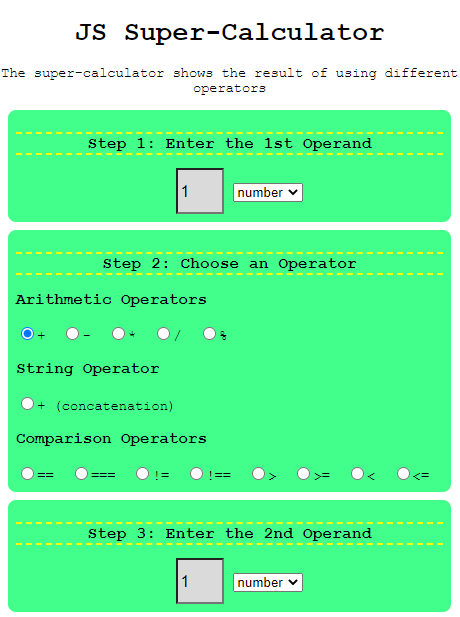 JS Super-Calculator
The super-calculator shows the result of using different
operators
Step 1: Enter the 1st Operand
1 number
Step 2: Choose an Operator
Arithmetic Operators
+ - * / %
String Operator
+ (concatenation)
Comparison Operators
== === != !== > >= < <=
Step 3: Enter the 2nd Operand
1 number